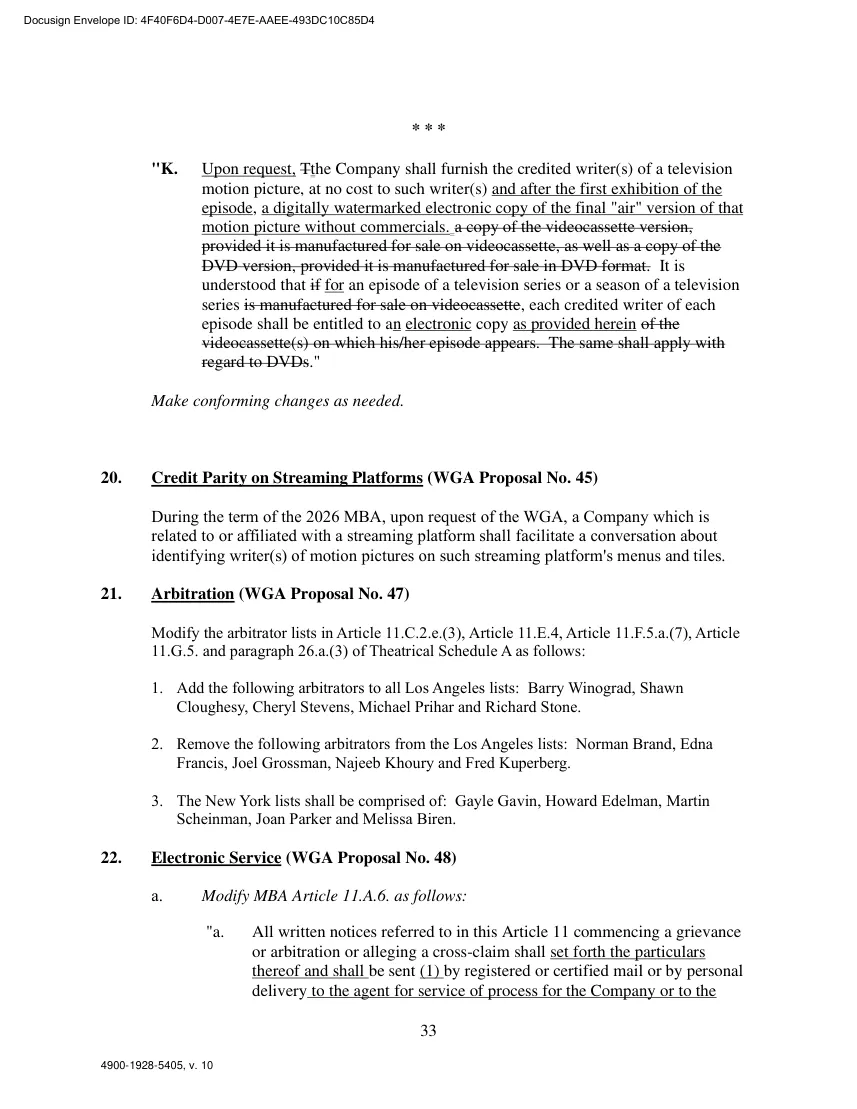 Docusign Envelope ID: 4F40F6D4-D007-4E7E-AAEE-493DC10C85D4
* * *
"K. Upon request, Tthe Company shall furnish the credited writer(s) of a television
motion picture, at no cost to such writer(s) and after the first exhibition of the
episode, a digitally watermarked electronic copy of the final "air" version of that
motion picture without commercials. a copy of the videocassette version,
provided it is manufactured for sale on videocassette, as well as a copy of the
DVD version, provided it is manufactured for sale in DVD format. It is
understood that if for an episode of a television series or a season of a television
series is manufactured for sale on videocassette, each credited writer of each
episode shall be entitled to an electronic copy as provided herein of the
videocassette(s) on which his/her episode appears. The same shall apply with
regard to DVDs."
Make conforming changes as needed.
20. Credit Parity on Streaming Platforms (WGA Proposal No. 45)
During the term of the 2026 MBA, upon request of the WGA, a Company which is
related to or affiliated with a streaming platform shall facilitate a conversation about
identifying writer(s) of motion pictures on such streaming platform's menus and tiles.
21. Arbitration (WGA Proposal No. 47)
Modify the arbitrator lists in Article 11.C.2.e.(3), Article 11.E.4, Article 11.F.5.a.(7), Article
11.G.5. and paragraph 26.a.(3) of Theatrical Schedule A as follows:
1. Add the following arbitrators to all Los Angeles lists: Barry Winograd, Shawn
Cloughesy, Cheryl Stevens, Michael Prihar and Richard Stone.
2. Remove the following arbitrators from the Los Angeles lists: Norman Brand, Edna
Francis, Joel Grossman, Najeeb Khoury and Fred Kuperberg.
3. The New York lists shall be comprised of: Gayle Gavin, Howard Edelman, Martin
Scheinman, Joan Parker and Melissa Biren.
22. Electronic Service (WGA Proposal No. 48)
a. Modify MBA Article 11.A.6. as follows:
"a. All written notices referred to in this Article 11 commencing a grievance
or arbitration or alleging a cross-claim shall set forth the particulars
thereof and shall be sent (1) by registered or certified mail or by personal
delivery to the agent for service of process for the Company or to the
33
4900-1928-5405, v. 10